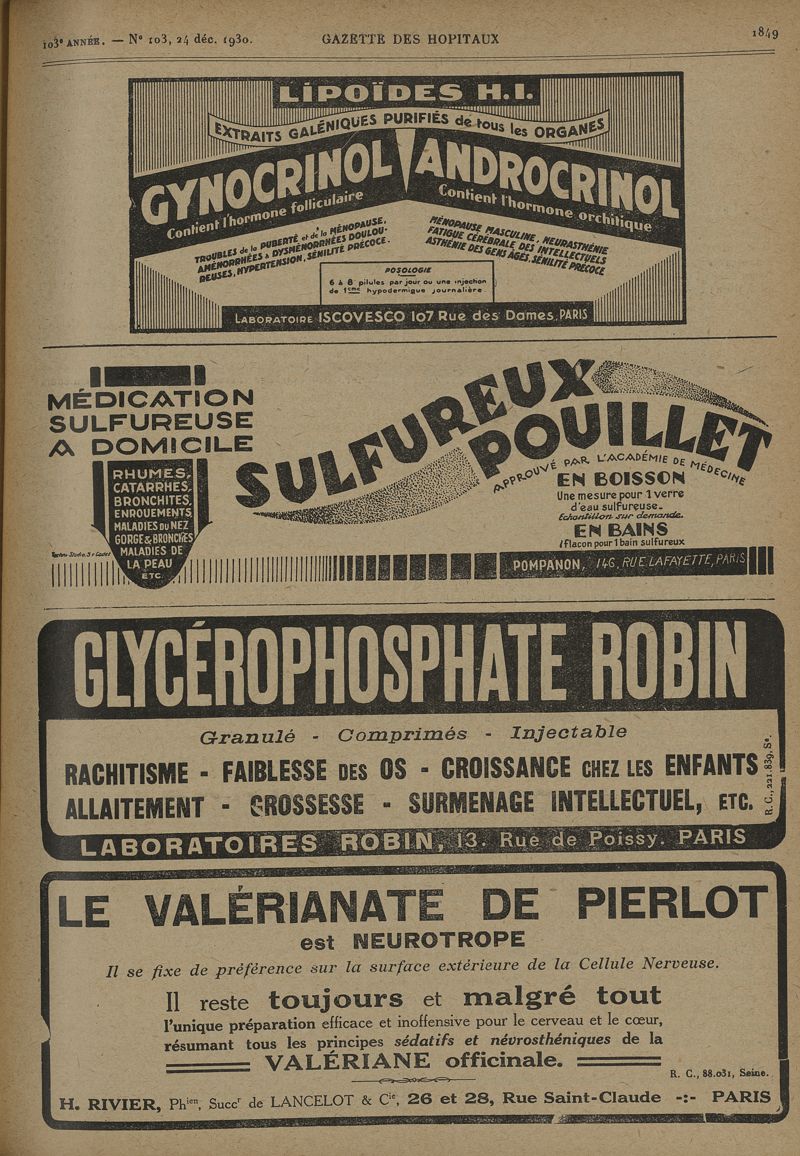 103e ANNÉE. — No 103, 24 déc. 1930.
GAZETTE DES HOPITAUX
1849
LIPOÏDES H.I.
EXTRAITS GALÉNIQUES PURIFIÉS de tous les ORGANES
GYNOCRINOL
Contient l'hormone folliculaire
TROUBLES de la PUBERTÉ et de la MÉNOPAUSE,
AMÉNORRHÉES & DYSMÉNORRHÉES DOULOU-
REUSES, HYPERTENSION, SÉNILITÉ PRÉCOCE.
ANDROCRINOL
Contient l'hormone orchitique
MÉNOPAUSE MASCULINE, NEURASTHÉNIE
FATIGUE CÉRÉBRALE DES INTELLECTUELS
ASTHÉNIE DES GENS ÂGÉS, SÉNILITÉ PRÉCOCE
POSOLOGIE
6 à 8 pilules par jour ou une injection
de 1cmc hypodermique journalière.
LABORATOIRE ISCOVESCO 107 Rue des Dames, PARIS
MÉDICATION
SULFUREUSE
A DOMICILE
RHUMES,
CATARRHES,
BRONCHITES,
ENROUEMENTS,
MALADIES DU NEZ
GORGE & BRONCHES
MALADIES DE
LA PEAU
ETC.
SULFUREUX
POUILLET
APPROUVÉ PAR L'ACADÉMIE DE MÉDECINE
EN BOISSON
Une mesure pour 1 verre
d'eau sulfureuse.
Échantillon sur demande.
EN BAINS
1 flacon pour 1 bain sulfureux
POMPANON, 146, RUE LAFAYETTE, PARIS
GLYCÉROPHOSPHATE ROBIN
Granulé - Comprimés - Injectable
RACHITISME - FAIBLESSE DES OS - CROISSANCE CHEZ LES ENFANTS
ALLAITEMENT - GROSSESSE - SURMENAGE INTELLECTUEL, ETC.
R. C., 221.839. Se.
LABORATOIRES ROBIN, 13. Rue de Poissy. PARIS
LE VALÉRIANATE DE PIERLOT
est NEUROTROPE
Il se fixe de préférence sur la surface extérieure de la Cellule Nerveuse.
Il reste toujours et malgré tout
l'unique préparation efficace et inoffensive pour le cerveau et le cœur,
résumant tous les principes sédatifs et névrosthéniques de la
VALÉRIANE officinale.
R. C., 88.031, Seine.
H. RIVIER, Phien, Succr de LANCELOT & Cie, 26 et 28, Rue Saint-Claude -:- PARIS